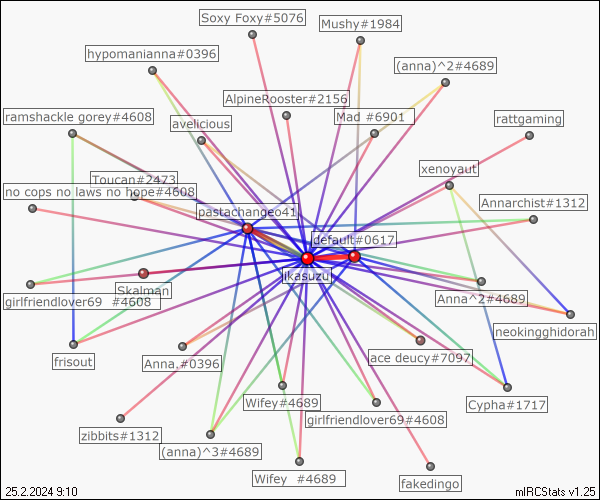 Soxy Foxy#5076
Mushy#1984
hypomanianna#0396
(anna)^2#4689
AlpineRooster#2156
ramshackle gorey#4608
avelicious
Mad #6901
rattgaming
xenoyaut
Toucan#2473
no cops no laws no hope#4608
Annarchist#1312
pastachangeo41
default#0617
ikasuzu
Skalman
girlfriendlover69 #4608
Anna^2#4689
neokingghidorah
frisout
Anna.#0396
ace deucy#7097
Wifey#4689
Cypha#1717
girlfriendlover69#4608
zibbits#1312
(anna)^3#4689
Wifey #4689
fakedingo
25.2.2024 9:10
mIRCStats v1.25